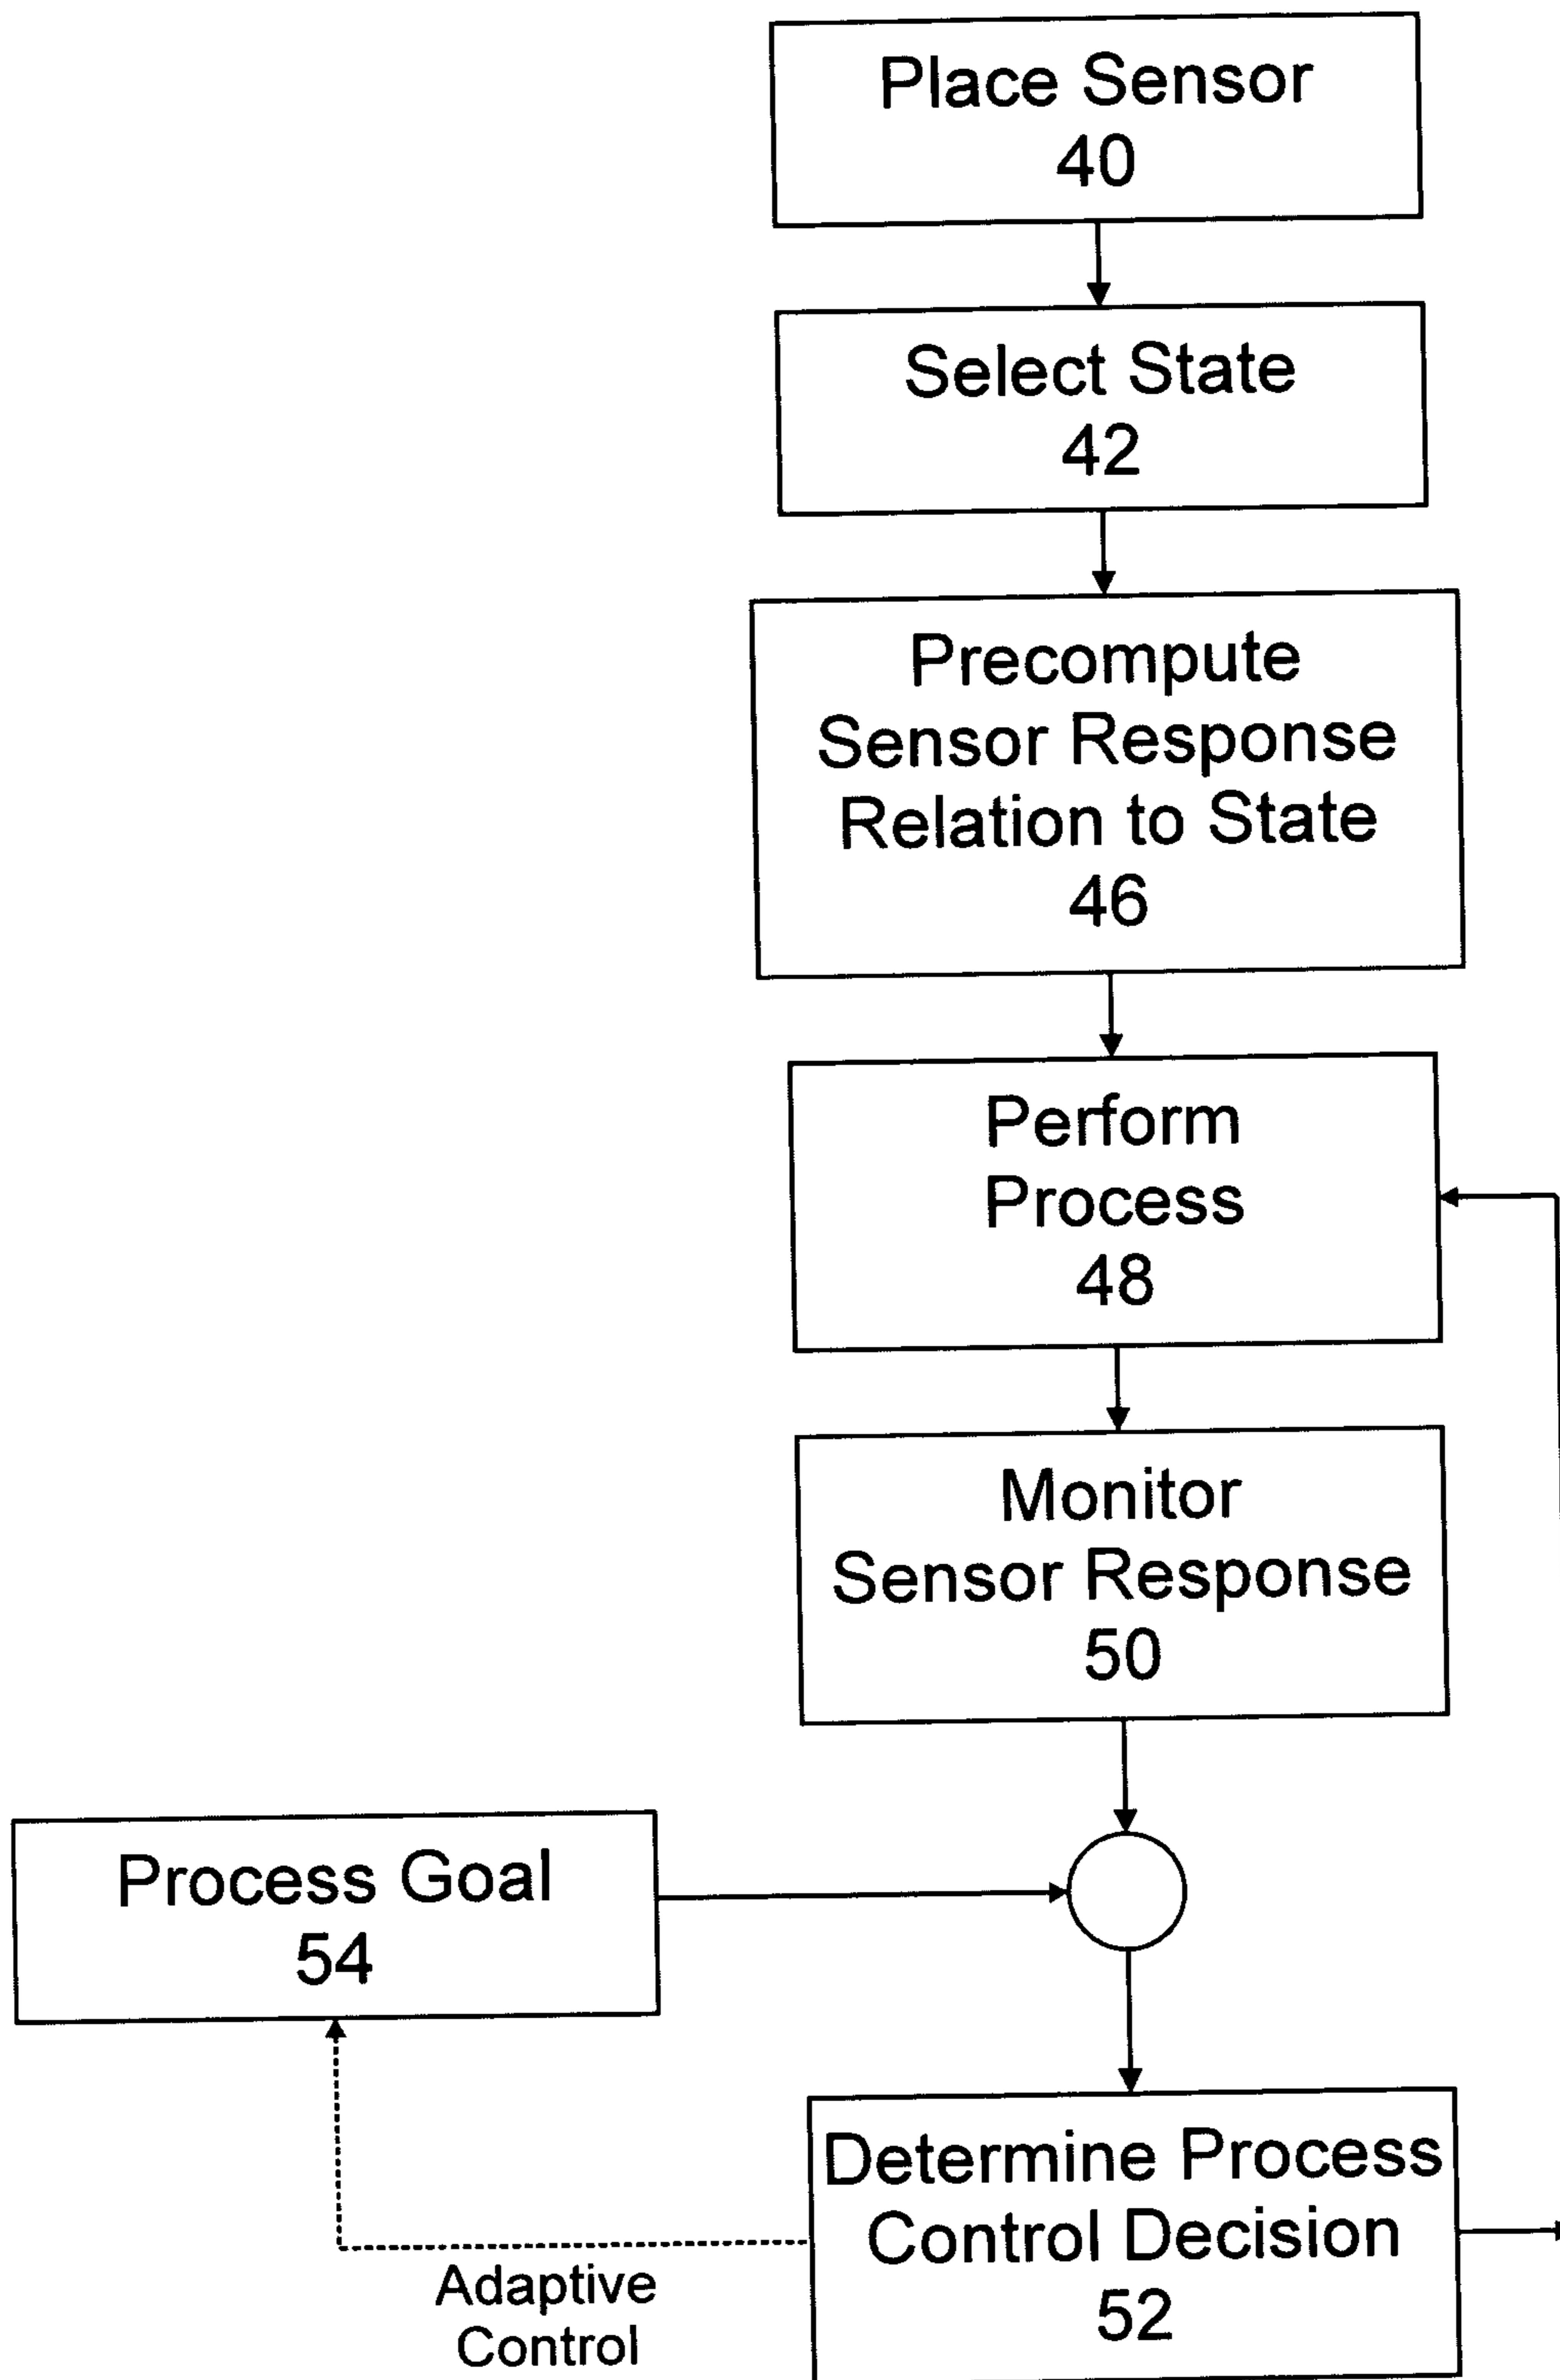 Place Sensor
40
Select State
42
Precompute
Sensor Response
Relation to State
46
Perform
Process
48
Monitor
Sensor Response
50
Process Goal
54
Determine Process
Control Decision
52
Adaptive
Control